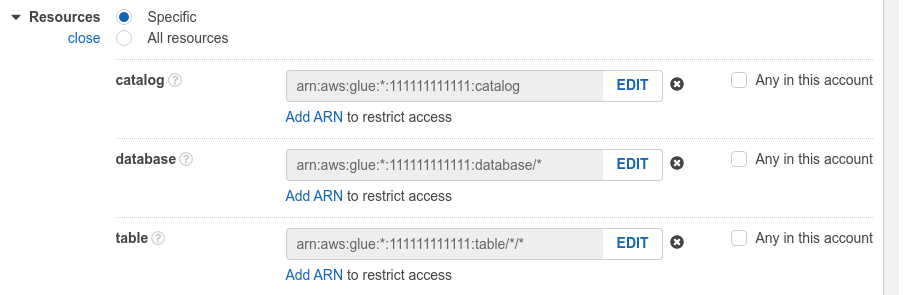 Resources Specific
close All resources
catalog ? arn:aws:glue:*:111111111111:catalog EDIT Any in this account
Add ARN to restrict access
database ? arn:aws:glue:*:111111111111:database/* EDIT Any in this account
Add ARN to restrict access
table ? arn:aws:glue:*:111111111111:table/*/* EDIT Any in this account
Add ARN to restrict access